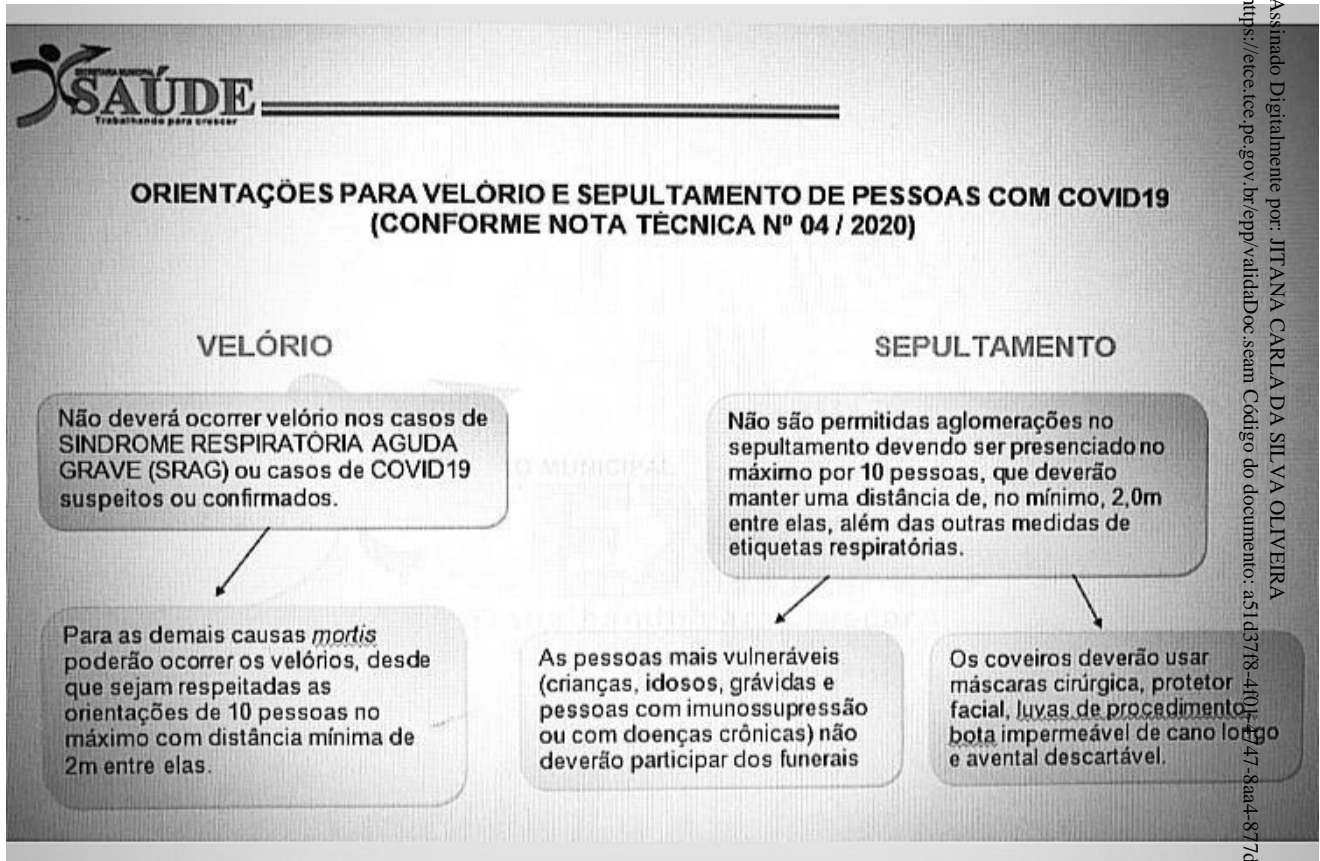 SECRETARIA MUNICIPAL
SAÚDE
Trabalhando para crescer
ORIENTAÇÕES PARA VELÓRIO E SEPULTAMENTO DE PESSOAS COM COVID19
(CONFORME NOTA TÉCNICA Nº 04 / 2020)
VELÓRIO
Não deverá ocorrer velório nos casos de
SINDROME RESPIRATÓRIA AGUDA
GRAVE (SRAG) ou casos de COVID19
suspeitos ou confirmados.
Para as demais causas mortis
poderão ocorrer os velórios, desde
que sejam respeitadas as
orientações de 10 pessoas no
máximo com distância mínima de
2m entre elas.
SEPULTAMENTO
Não são permitidas aglomerações no
sepultamento devendo ser presenciado no
máximo por 10 pessoas, que deverão
manter uma distância de, no mínimo, 2,0m
entre elas, além das outras medidas de
etiquetas respiratórias.
As pessoas mais vulneráveis
(crianças, idosos, grávidas e
pessoas com imunossupressão
ou com doenças crônicas) não
deverão participar dos funerais
Os coveiros deverão usar
máscaras cirúrgica, protetor
facial, luvas de procedimento,
bota impermeável de cano longo
e avental descartável.
MUNICIPAL
Assinado Digitalmente por: JITANA CARLA DA SILVA OLIVEIRA
https://etce.tce.pe.gov.br/epp/validaDoc.seam Código do documento: